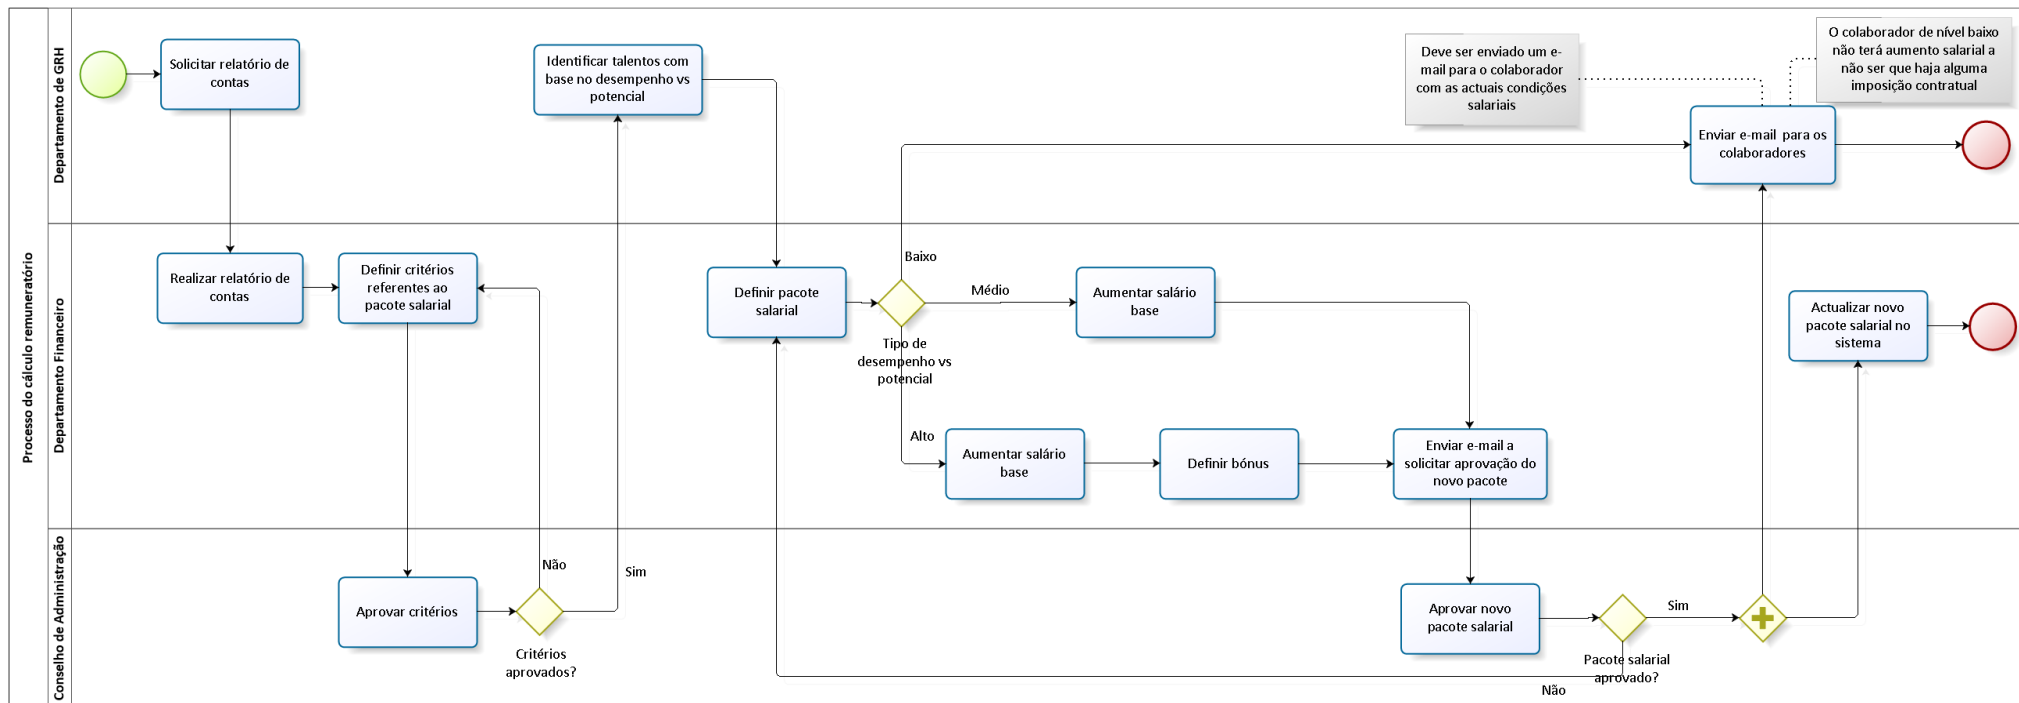 Processo do cálculo remuneratório
Departamento de GRH
Solicitar relatório de
contas
Identificar talentos com
base no desempenho vs
potencial
Deve ser enviado um e-
mail para o colaborador
com as actuais condições
salariais
O colaborador de nível baixo
não terá aumento salarial a
não ser que haja alguma
imposição contratual
Enviar e-mail para os
colaboradores
Departamento Financeiro
Realizar relatório de
contas
Definir critérios
referentes ao
pacote salarial
Definir pacote
salarial
Baixo
Médio
Tipo de
desempenho vs
potencial
Alto
Aumentar salário
base
Aumentar salário
base
Definir bónus
Enviar e-mail a
solicitar aprovação do
novo pacote
Actualizar novo
pacote salarial no
sistema
Conselho de Administração
Aprovar critérios
Não
Sim
Critérios
aprovados?
Aprovar novo
pacote salarial
Sim
Pacote salarial
aprovado?
Não